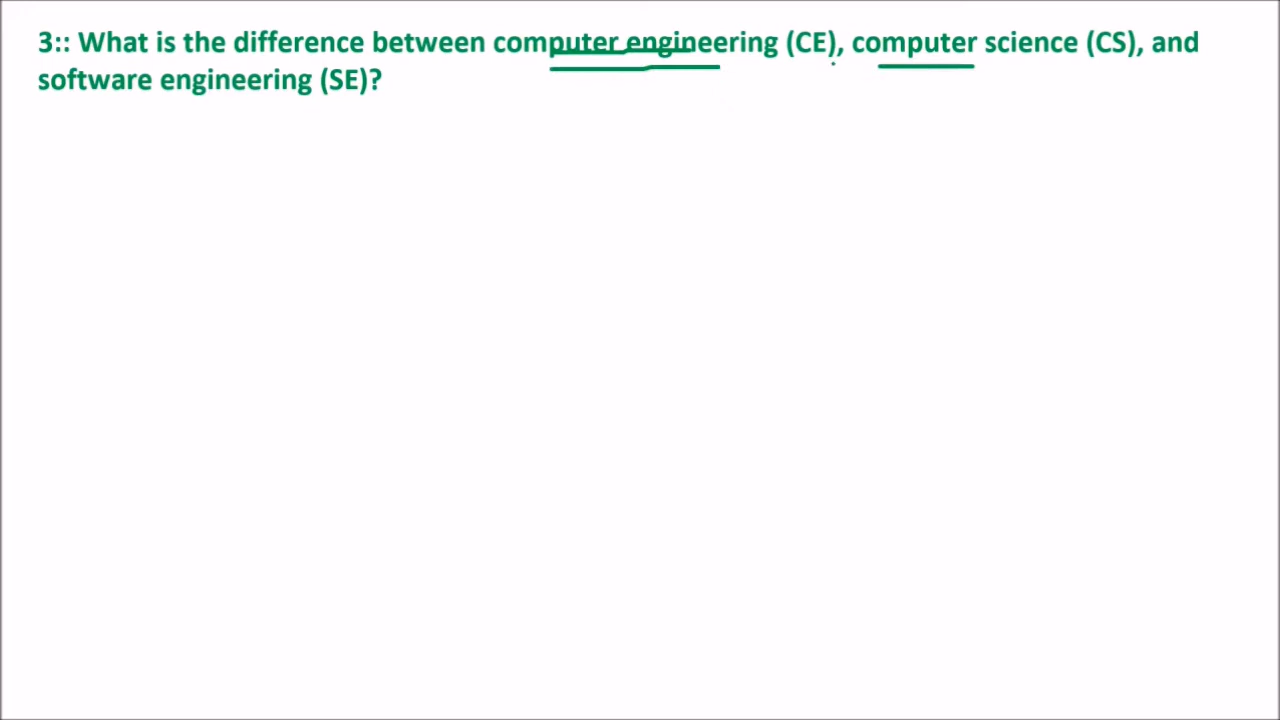 3:: What is the difference between computer engineering (CE), computer science (CS), and
software engineering (SE)?